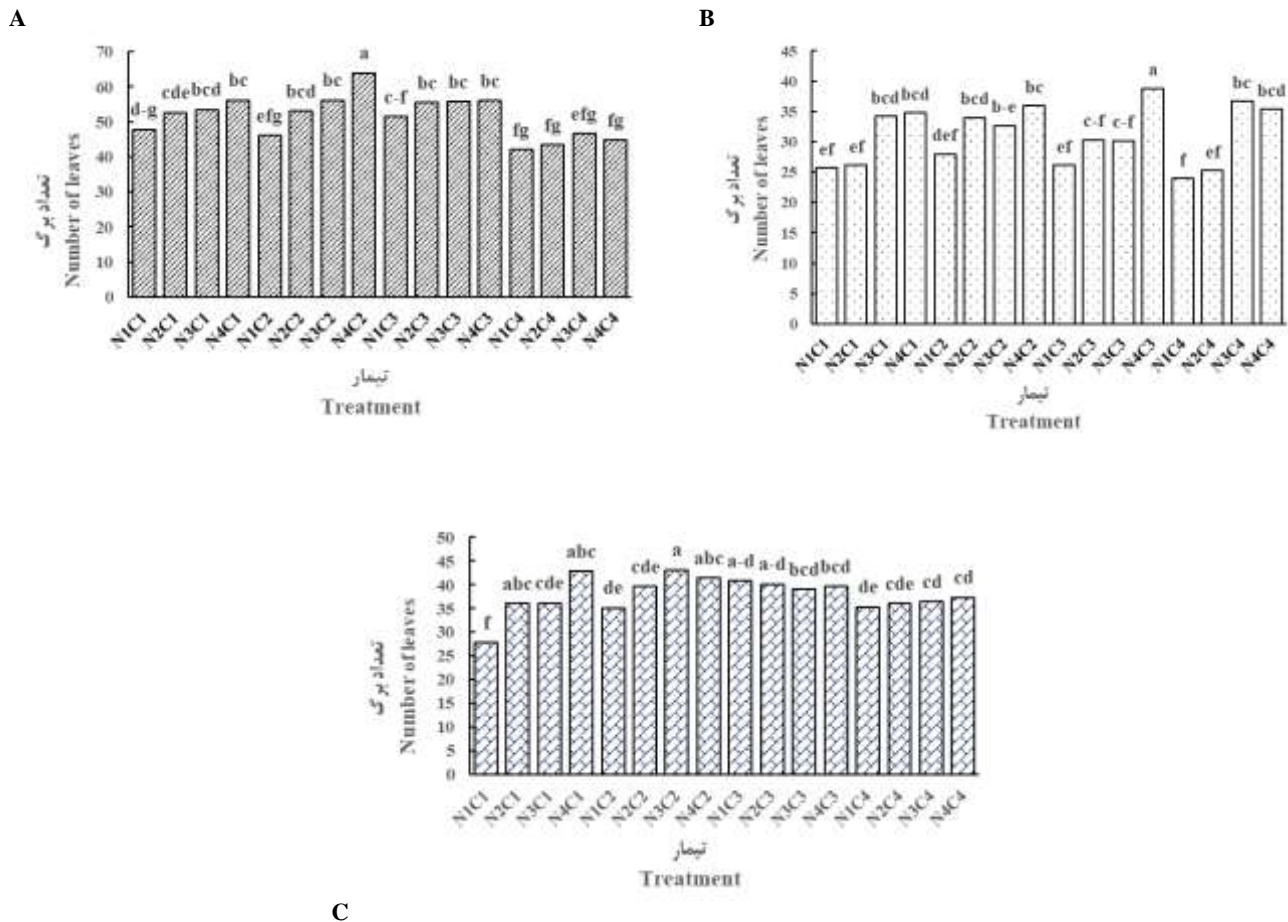 A
70
60
50
40
30
20
10
0
تعداد برگ
Number of leaves
d-g cde bcd bc efg bcd bc a c-f bc bc bc fg fg efg fg
N1C1 N2C1 N3C1 N4C1 N1C2 N2C2 N3C2 N4C2 N1C3 N2C3 N3C3 N4C3 N1C4 N2C4 N3C4 N4C4
تیمار
Treatment
B
45
40
35
30
25
20
15
10
5
0
تعداد برگ
Number of leaves
ef ef bcd bcd def bcd b-e bc ef c-f c-f a f ef bc bcd
N1C1 N2C1 N3C1 N4C1 N1C2 N2C2 N3C2 N4C2 N1C3 N2C3 N3C3 N4C3 N1C4 N2C4 N3C4 N4C4
تیمار
Treatment
50
45
40
35
30
25
20
15
10
5
0
تعداد برگ
Number of leaves
f abc cde abc de cde a abc a-d a-d bcd bcd de cde cd cd
N1C1 N2C1 N3C1 N4C1 N1C2 N2C2 N3C2 N4C2 N1C3 N2C3 N3C3 N4C3 N1C4 N2C4 N3C4 N4C4
تیمار
Treatment
C